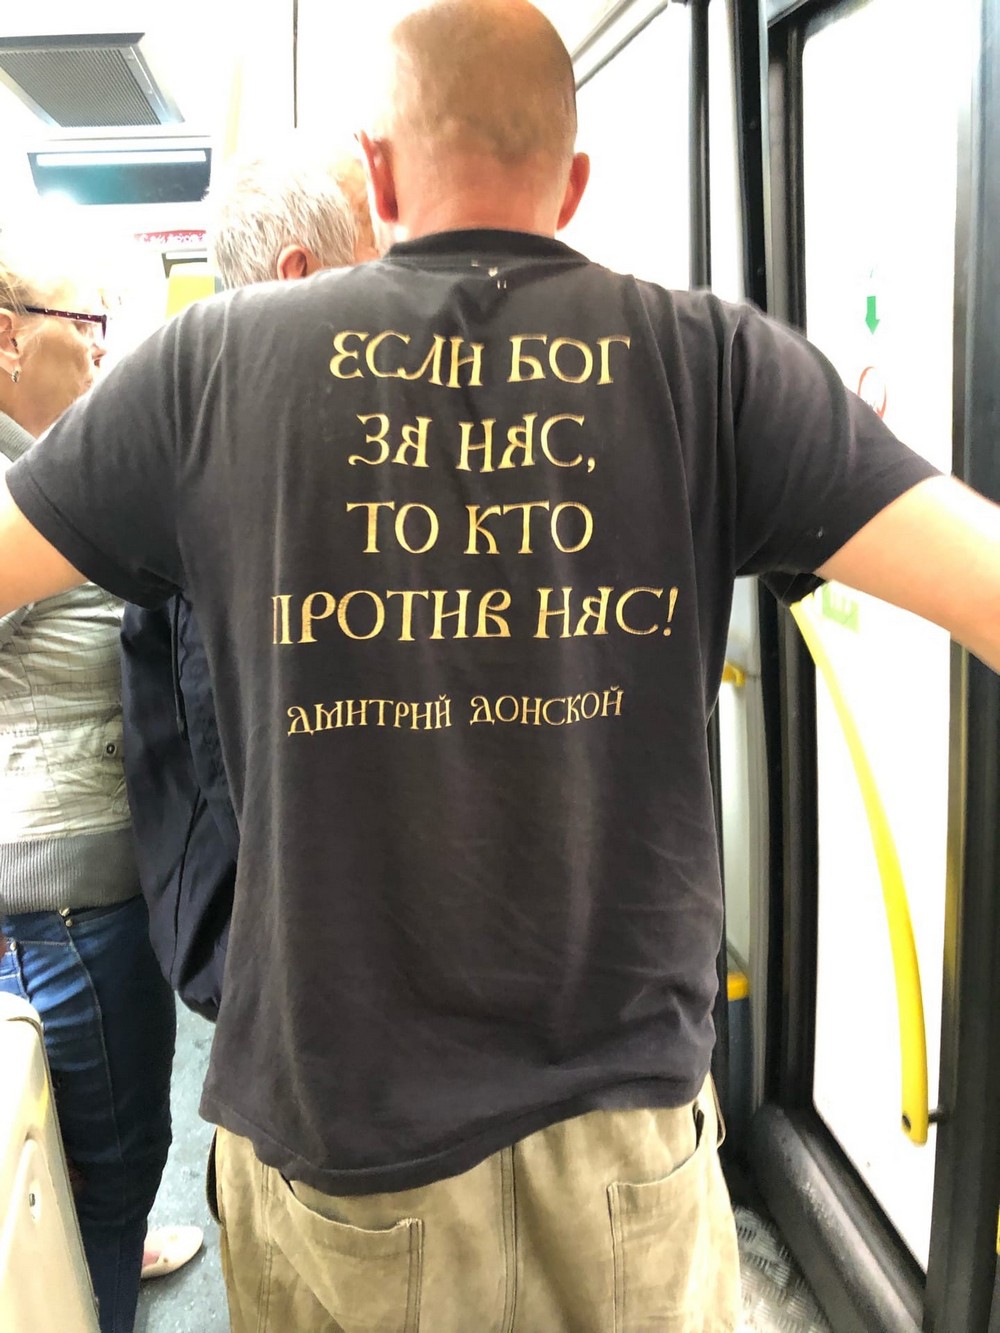 ЕСЛИ БОГ
ЗА НАС,
ТО КТО
ПРОТИВ НАС!
ДМИТРИЙ ДОНСКОЙ